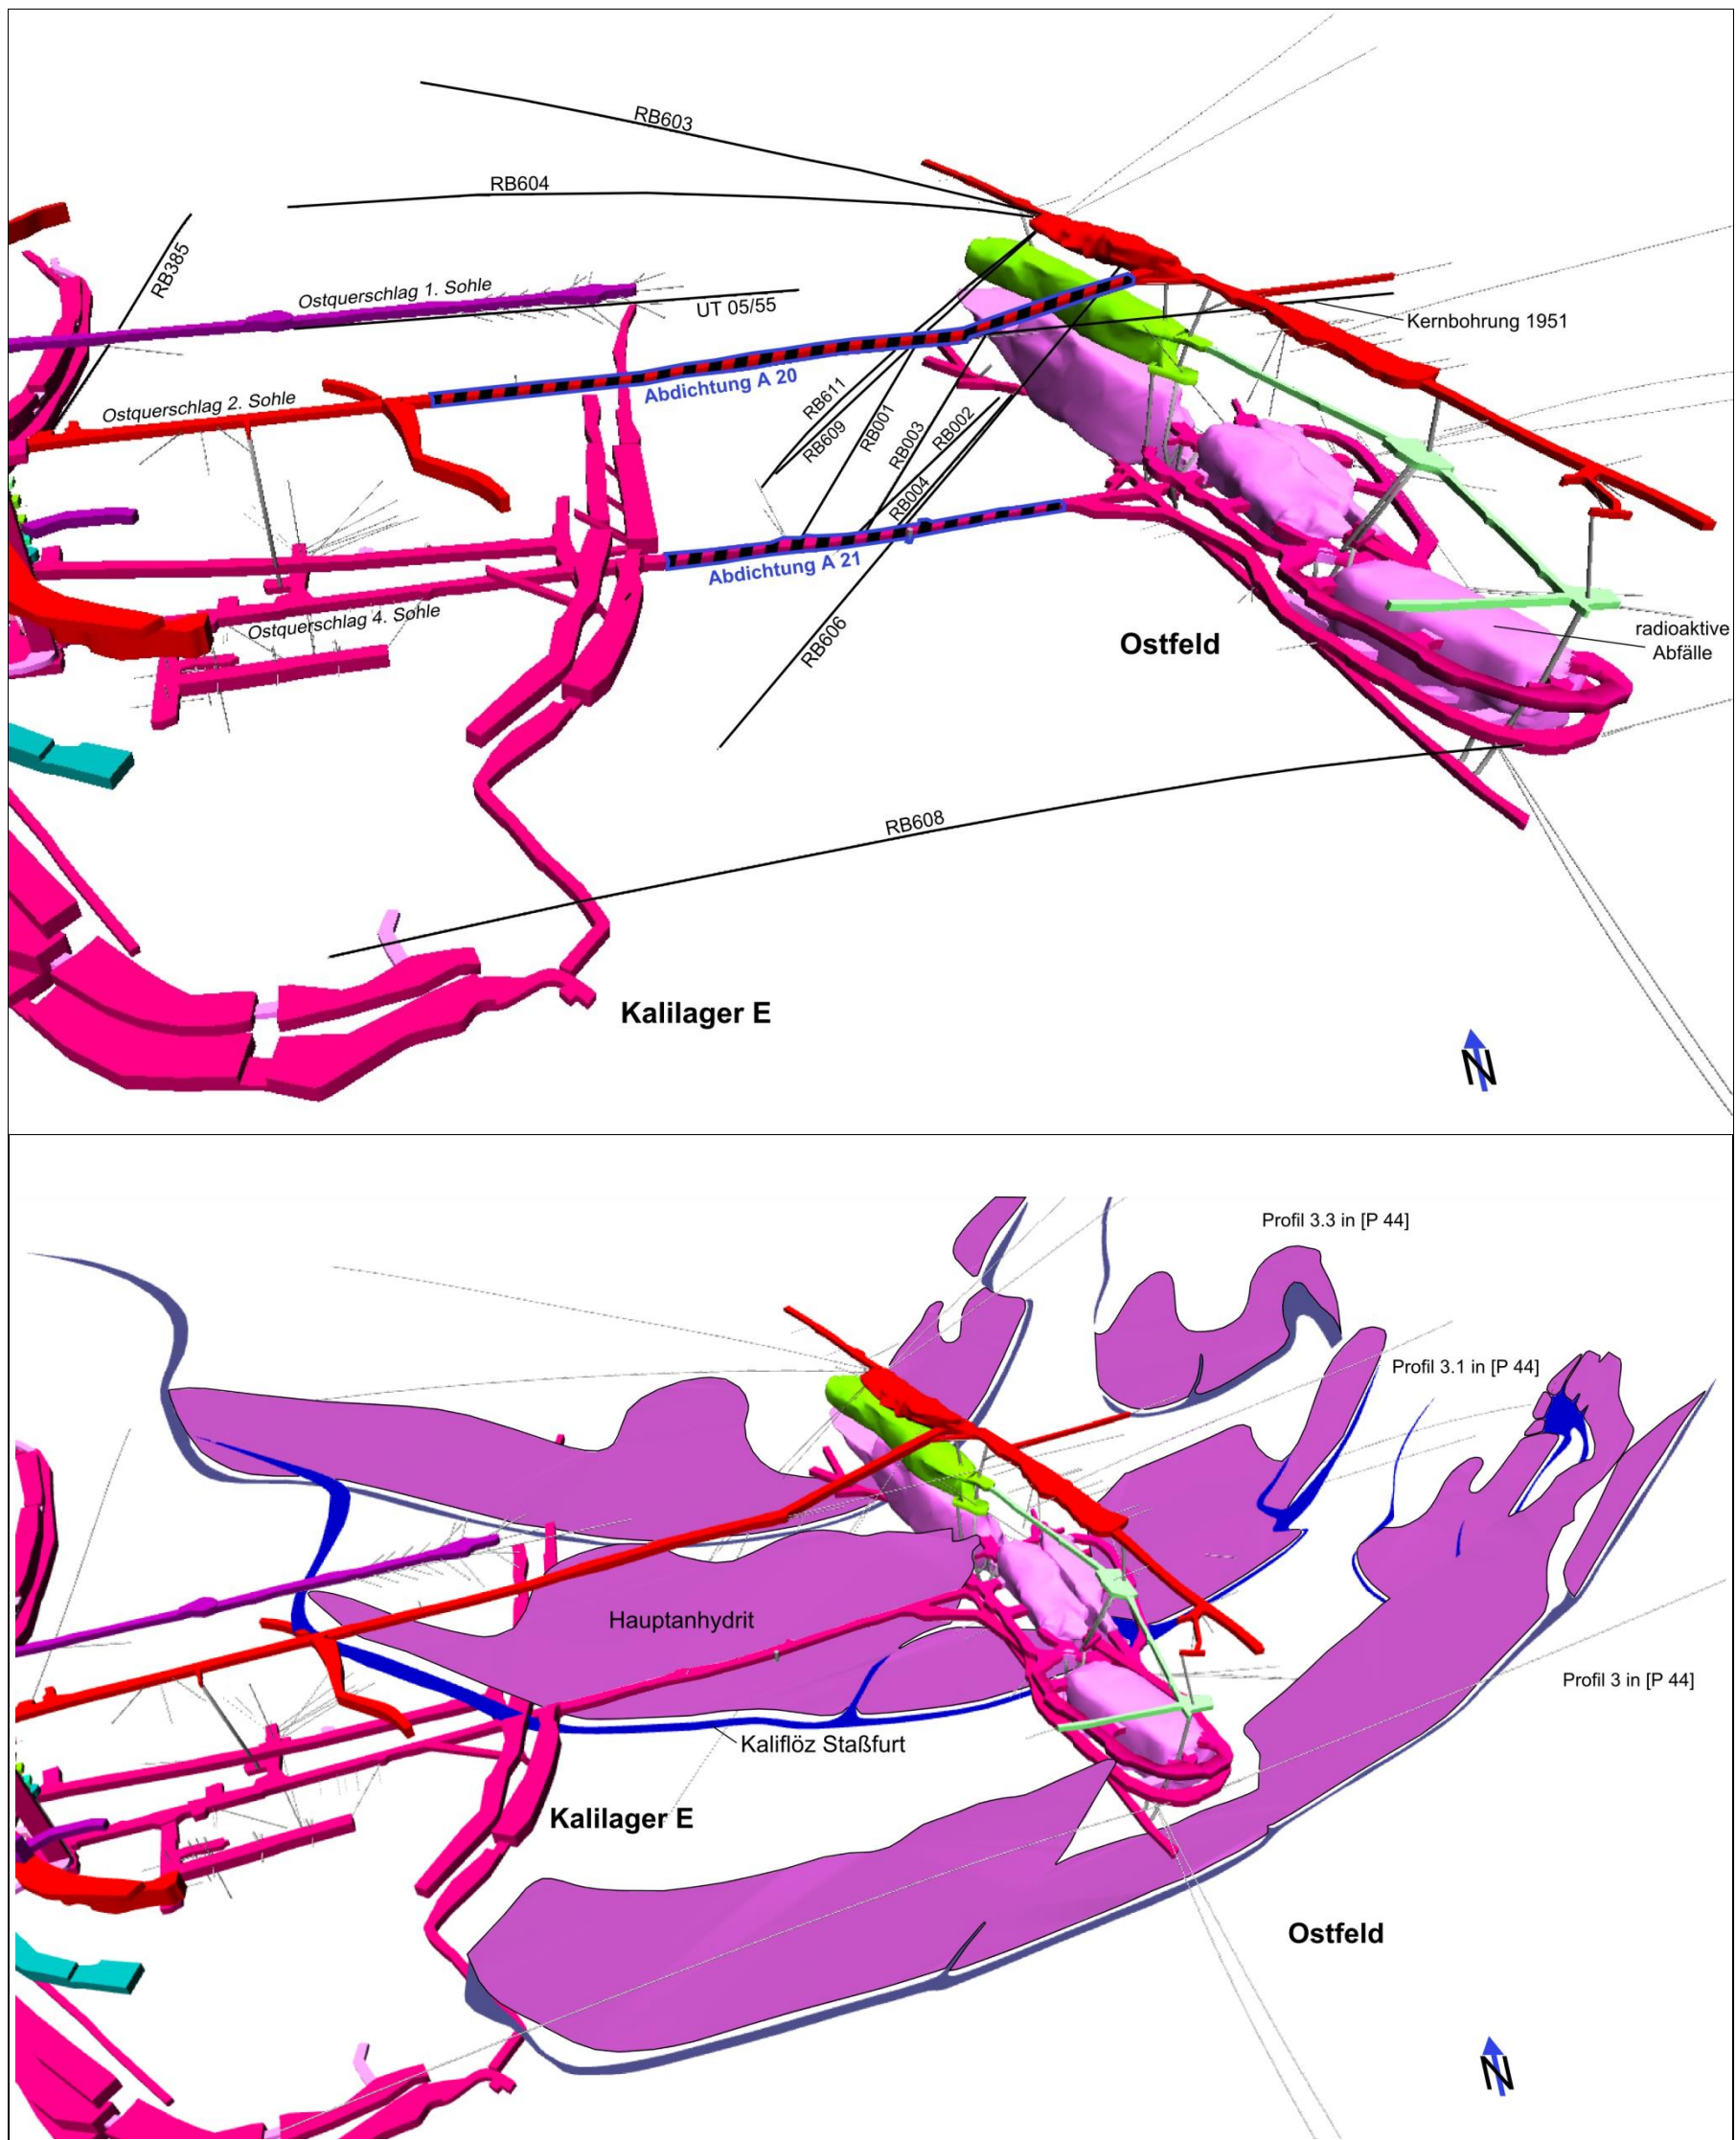 RB603
RB604
RB385
Ostquerschlag 1. Sohle
UT 05/55
Kernbohrung 1951
Abdichtung A 20
Ostquerschlag 2. Sohle
RB611
RB609
RB001
RB003
RB002
RB004
Abdichtung A 21
Ostquerschlag 4. Sohle
RB606
Ostfeld
radioaktive
Abfälle
RB608
Kalilager E
N
Profil 3.3 in [P 44]
Profil 3.1 in [P 44]
Hauptanhydrit
Profil 3 in [P 44]
Kaliflöz Staßfurt
Kalilager E
Ostfeld
N